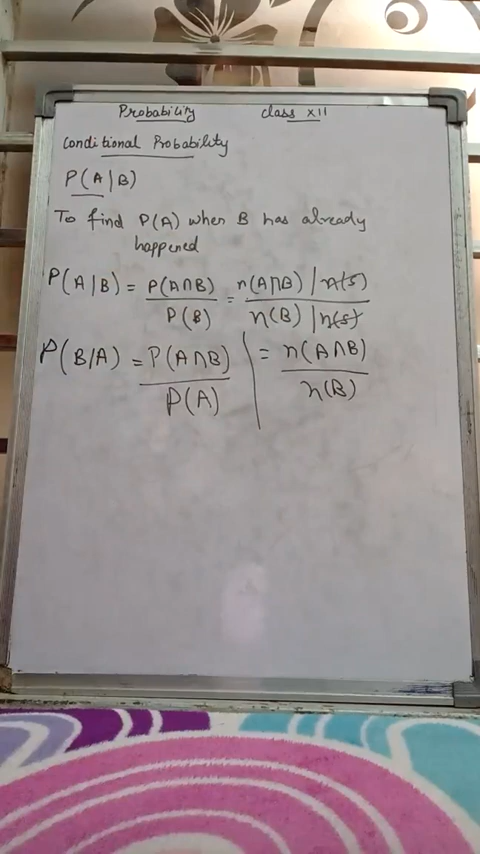 Probability class XII
Conditional Probability
P(A|B)
To find P(A) when B has already
happened
P(A|B) = P(A∩B) / P(B) = n(A∩B) | n(s) / n(B) | n(s)
P(B/A) = P(A∩B) / P(A) | = n(A∩B) / n(B)